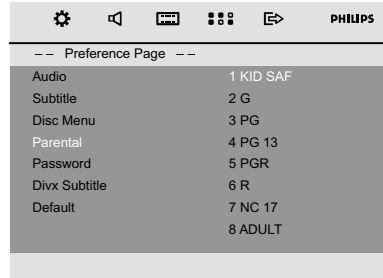 PHILIPS
-- Preference Page --
Audio
1 KID SAF
Subtitle
2 G
Disc Menu
3 PG
Parental
4 PG 13
Password
5 PGR
Divx Subtitle
6 R
Default
7 NC 17
8 ADULT